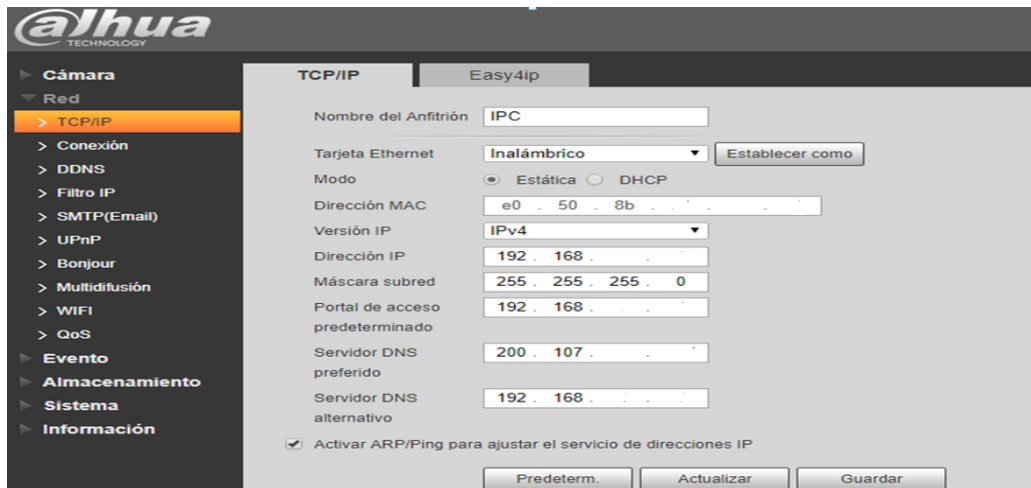 alhua
TECHNOLOGY
Cámara
Red
TCP/IP
Conexión
DDNS
Filtro IP
SMTP(Email)
UPnP
Bonjour
Multidifusión
WIFI
QoS
Evento
Almacenamiento
Sistema
Información
TCP/IP Easy4ip
Nombre del Anfitrión IPC
Tarjeta Ethernet Inalámbrico Establecer como
Modo Estática DHCP
Dirección MAC e0 . 50 . 8b . . .
Versión IP IPv4
Dirección IP 192 . 168 . .
Máscara subred 255 . 255 . 255 . 0
Portal de acceso 192 . 168 . .
predeterminado
Servidor DNS 200 . 107 . .
preferido
Servidor DNS 192 . 168 . .
alternativo
Activar ARP/Ping para ajustar el servicio de direcciones IP
Predeterm. Actualizar Guardar